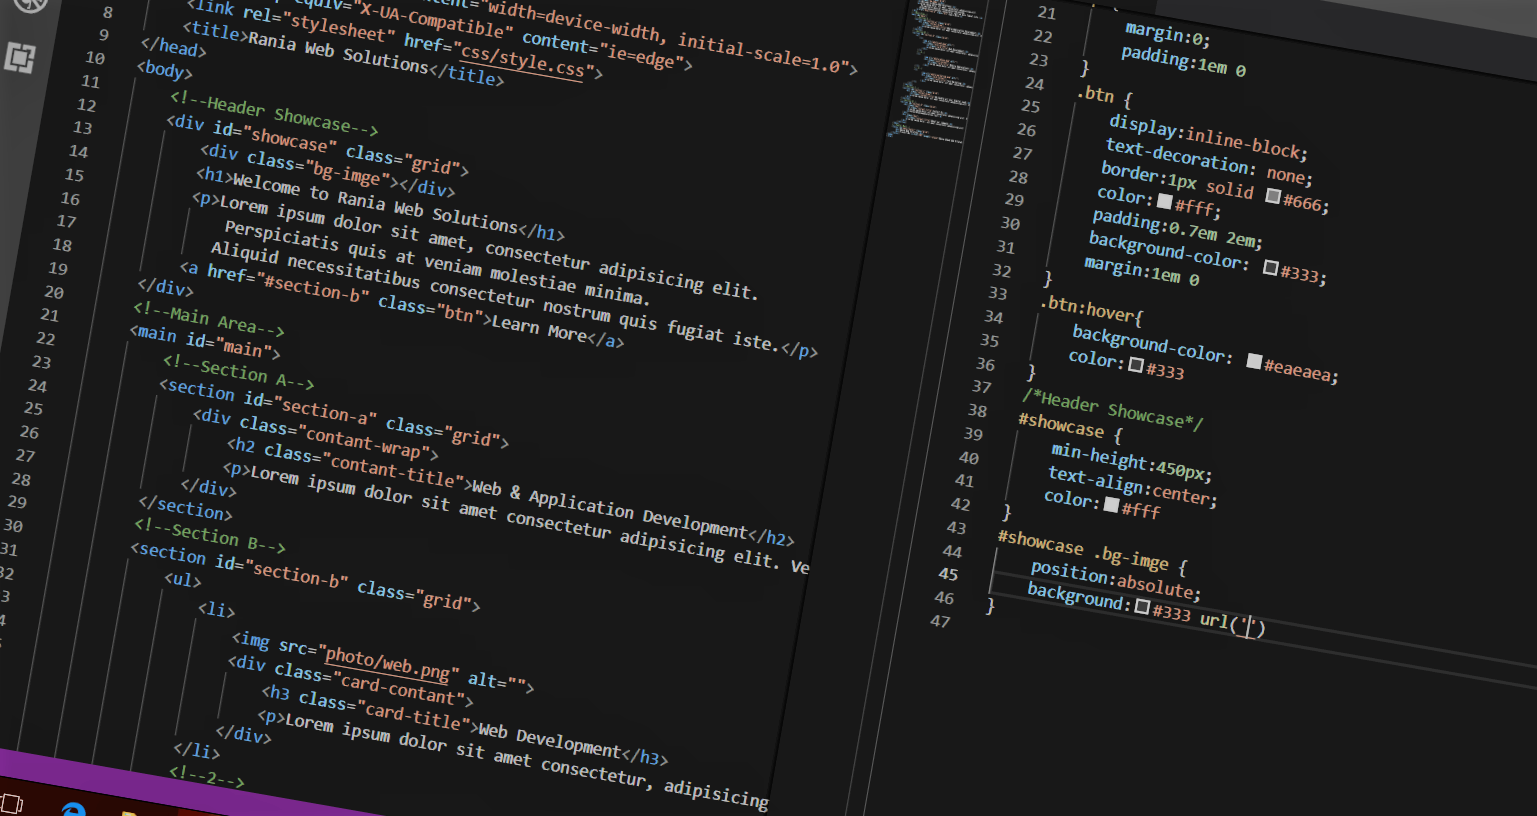 "X-UA-Compatible" content="ie=edge">
"width=device-width, initial-scale=1.0">
8
<link rel="stylesheet" href="css/style.css">
9
<title>Rania Web Solutions</title>
10
</head>
11
<body>
12
<!--Header Showcase-->
13
<div id="showcase" class="grid">
14
<div class="bg-imge"></div>
15
<h1>Welcome to Rania Web Solutions</h1>
16
<p>Lorem ipsum dolor sit amet, consectetur adipisicing elit.
17
Perspiciatis quis at veniam molestiae minima.
18
Aliquid necessitatibus consectetur nostrum quis fugiat iste.</p>
19
<a href="#section-b" class="btn">Learn More</a>
20
</div>
21
<!--Main Area-->
22
<main id="main">
23
<!--Section A-->
24
<section id="section-a" class="grid">
25
<div class="contant-wrap">
26
<h2 class="contant-title">Web & Application Development</h2>
27
<p>Lorem ipsum dolor sit amet consectetur adipisicing elit. Ve
28
</div>
29
</section>
30
<!--Section B-->
31
<section id="section-b" class="grid">
32
<ul>
3
<li>
4
<img src="photo/web.png" alt="">
<div class="card-contant">
<h3 class="card-title">Web Development</h3>
<p>Lorem ipsum dolor sit amet consectetur, adipisicing
</div>
</li>
<!--2-->
21
margin:0;
22
padding:1em 0
23
}
24
.btn {
25
display:inline-block;
26
text-decoration: none;
27
border:1px solid #666;
28
color:#fff;
29
padding:0.7em 2em;
30
background-color: #333;
31
margin:1em 0
32
}
33
.btn:hover{
34
background-color: #eaeaea;
35
color:#333
36
}
37
/*Header Showcase*/
38
#showcase {
39
min-height:450px;
40
text-align:center;
41
color:#fff
42
}
43
#showcase .bg-imge {
44
position:absolute;
45
background:#333 url('')
46
}
47